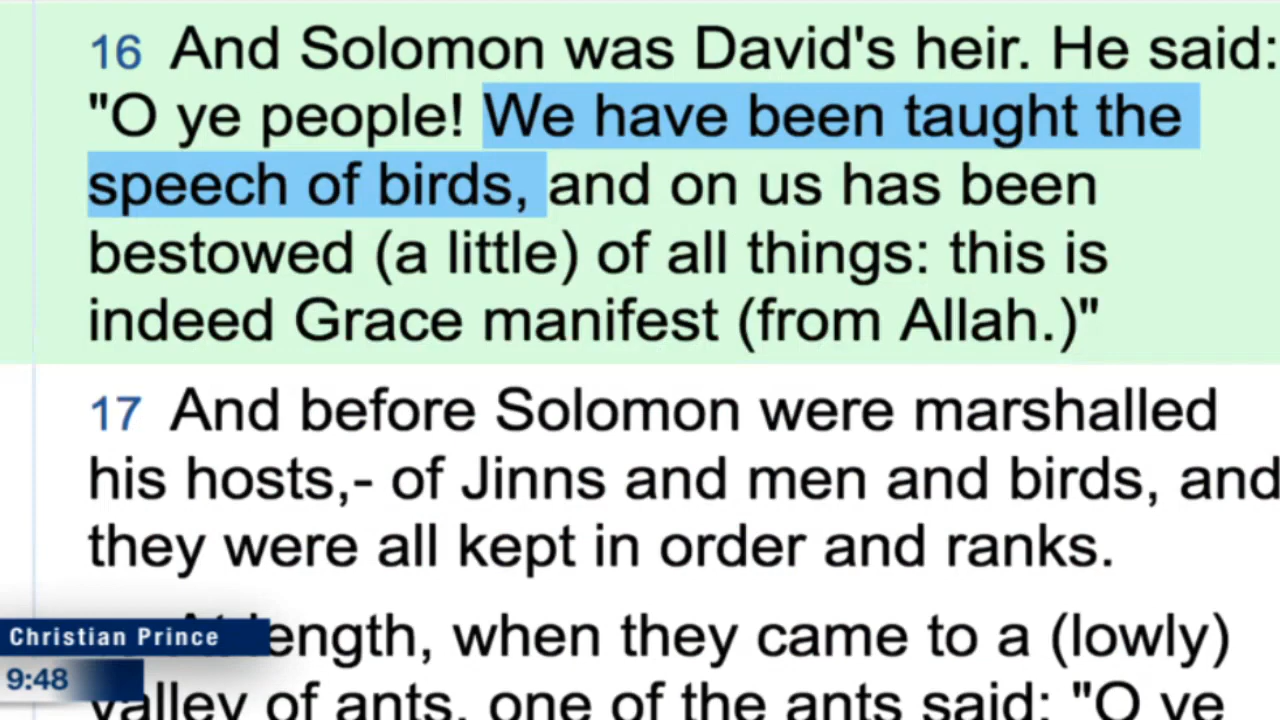 16 And Solomon was David's heir. He said:
"O ye people! We have been taught the
speech of birds, and on us has been
bestowed (a little) of all things: this is
indeed Grace manifest (from Allah.)"
17 And before Solomon were marshalled
his hosts,- of Jinns and men and birds, and
they were all kept in order and ranks.
At length, when they came to a (lowly)
valley of ants, one of the ants said: "O ye
Christian Prince
9:48